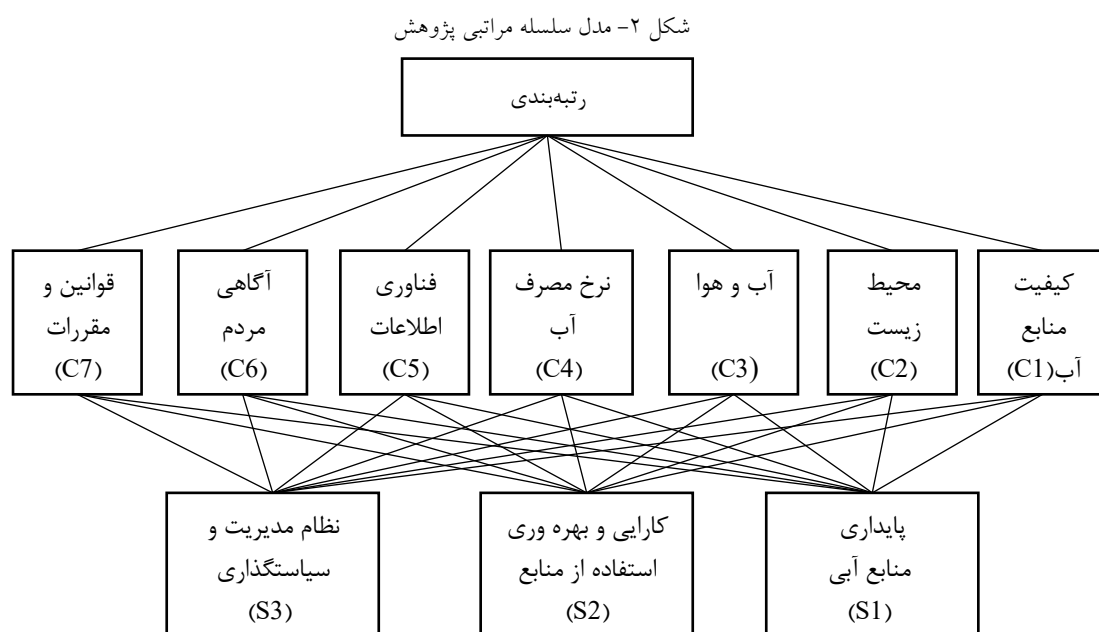 شکل ۲- مدل سلسله مراتبی پژوهش
رتبه‌بندی
کیفیت
منابع
آب(C1)
محیط
زیست
(C2)
آب و هوا
(C3)
نرخ مصرف
آب
(C4)
فناوری
اطلاعات
(C5)
آگاهی
مردم
(C6)
قوانین و
مقررات
(C7)
پایداری
منابع آبی
(S1)
کارایی و بهره وری
استفاده از منابع
(S2)
نظام مدیریت و
سیاستگذاری
(S3)